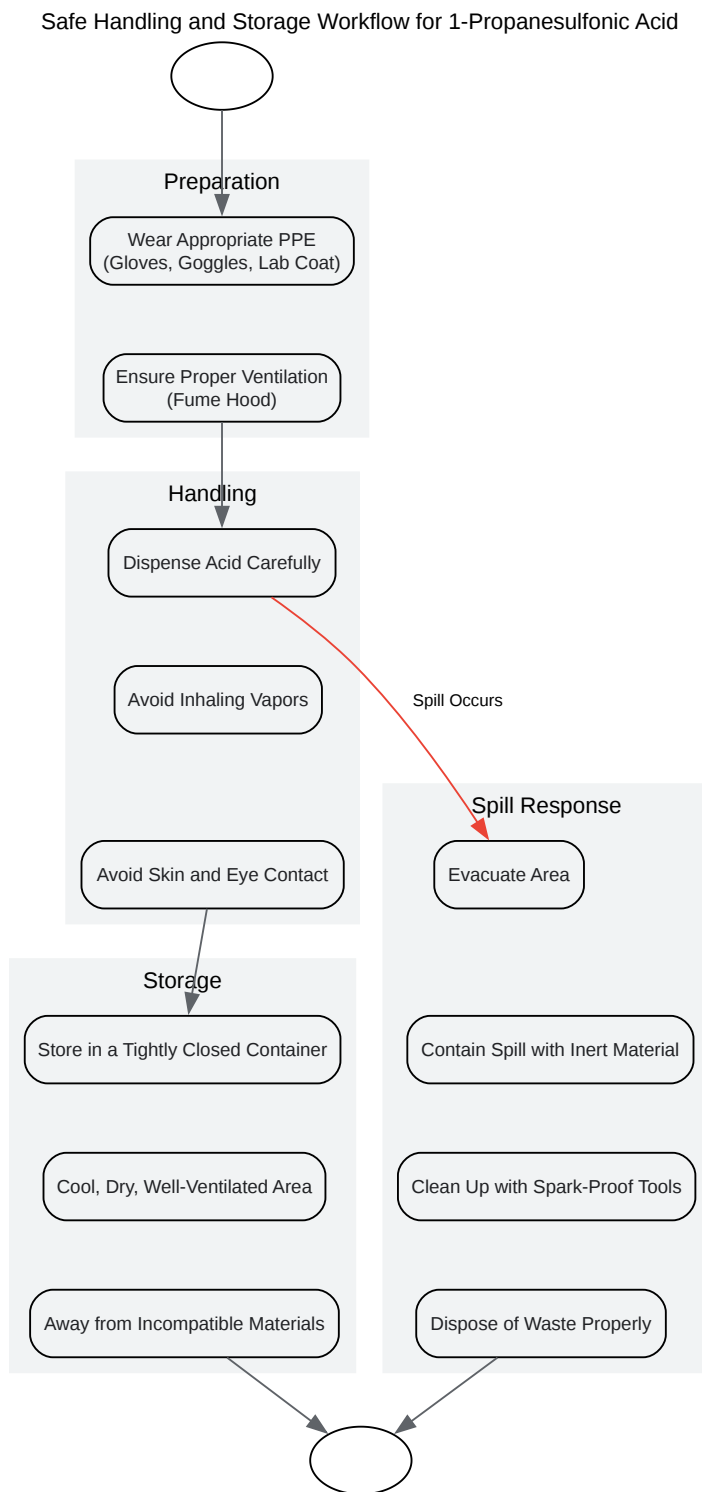 Safe Handling and Storage Workflow for 1-Propanesulfonic Acid
Preparation
Wear Appropriate PPE
(Gloves, Goggles, Lab Coat)
Ensure Proper Ventilation
(Fume Hood)
Handling
Dispense Acid Carefully
Avoid Inhaling Vapors
Spill Occurs
Avoid Skin and Eye Contact
Spill Response
Evacuate Area
Storage
Store in a Tightly Closed Container
Contain Spill with Inert Material
Cool, Dry, Well-Ventilated Area
Clean Up with Spark-Proof Tools
Away from Incompatible Materials
Dispose of Waste Properly